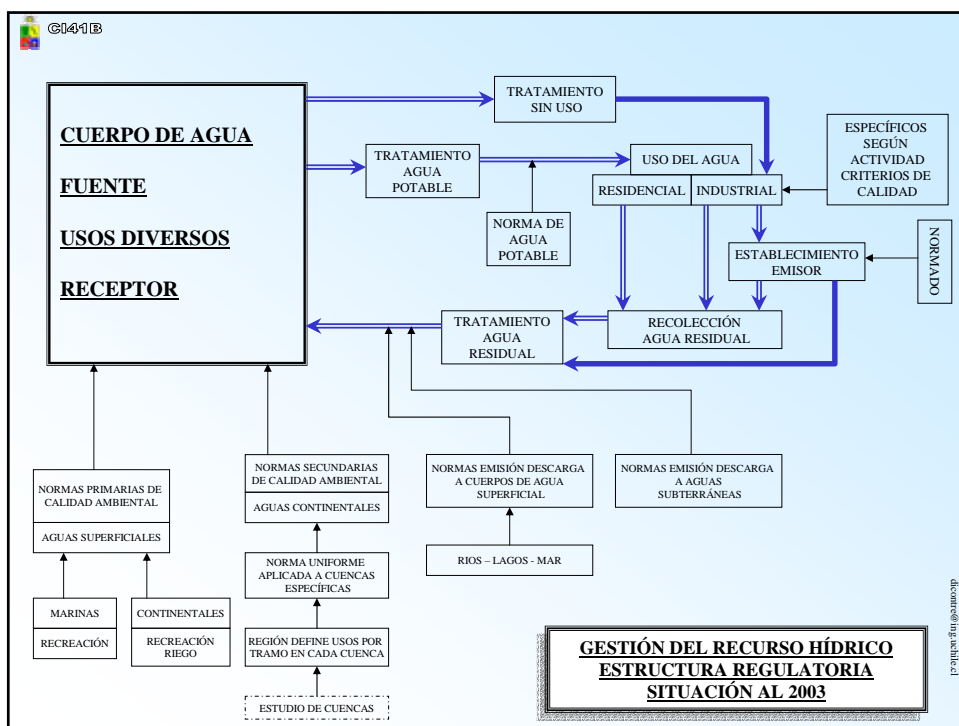 CI41B
CUERPO DE AGUA
FUENTE
USOS DIVERSOS
RECEPTOR
TRATAMIENTO
SIN USO
TRATAMIENTO
AGUA
POTABLE
USO DEL AGUA
RESIDENCIAL
INDUSTRIAL
ESPECÍFICOS
SEGÚN
ACTIVIDAD
CRITERIOS DE
CALIDAD
NORMA DE
AGUA
POTABLE
ESTABLECIMIENTO
EMISOR
NORMADO
TRATAMIENTO
AGUA
RESIDUAL
RECOLECCIÓN
AGUA RESIDUAL
NORMAS PRIMARIAS DE
CALIDAD AMBIENTAL
AGUAS SUPERFICIALES
MARINAS
RECREACIÓN
CONTINENTALES
RECREACIÓN
RIEGO
NORMAS SECUNDARIAS
DE CALIDAD AMBIENTAL
AGUAS CONTINENTALES
NORMA UNIFORME
APLICADA A CUENCAS
ESPECÍFICAS
REGIÓN DEFINE USOS POR
TRAMO EN CADA CUENCA
ESTUDIO DE CUENCAS
NORMAS EMISIÓN DESCARGA
A CUERPOS DE AGUA
SUPERFICIAL
RIOS – LAGOS - MAR
NORMAS EMISIÓN DESCARGA
A AGUAS
SUBTERRÁNEAS
GESTIÓN DEL RECURSO HÍDRICO
ESTRUCTURA REGULATORIA
SITUACIÓN AL 2003
dicontre@ing.uchile.cl